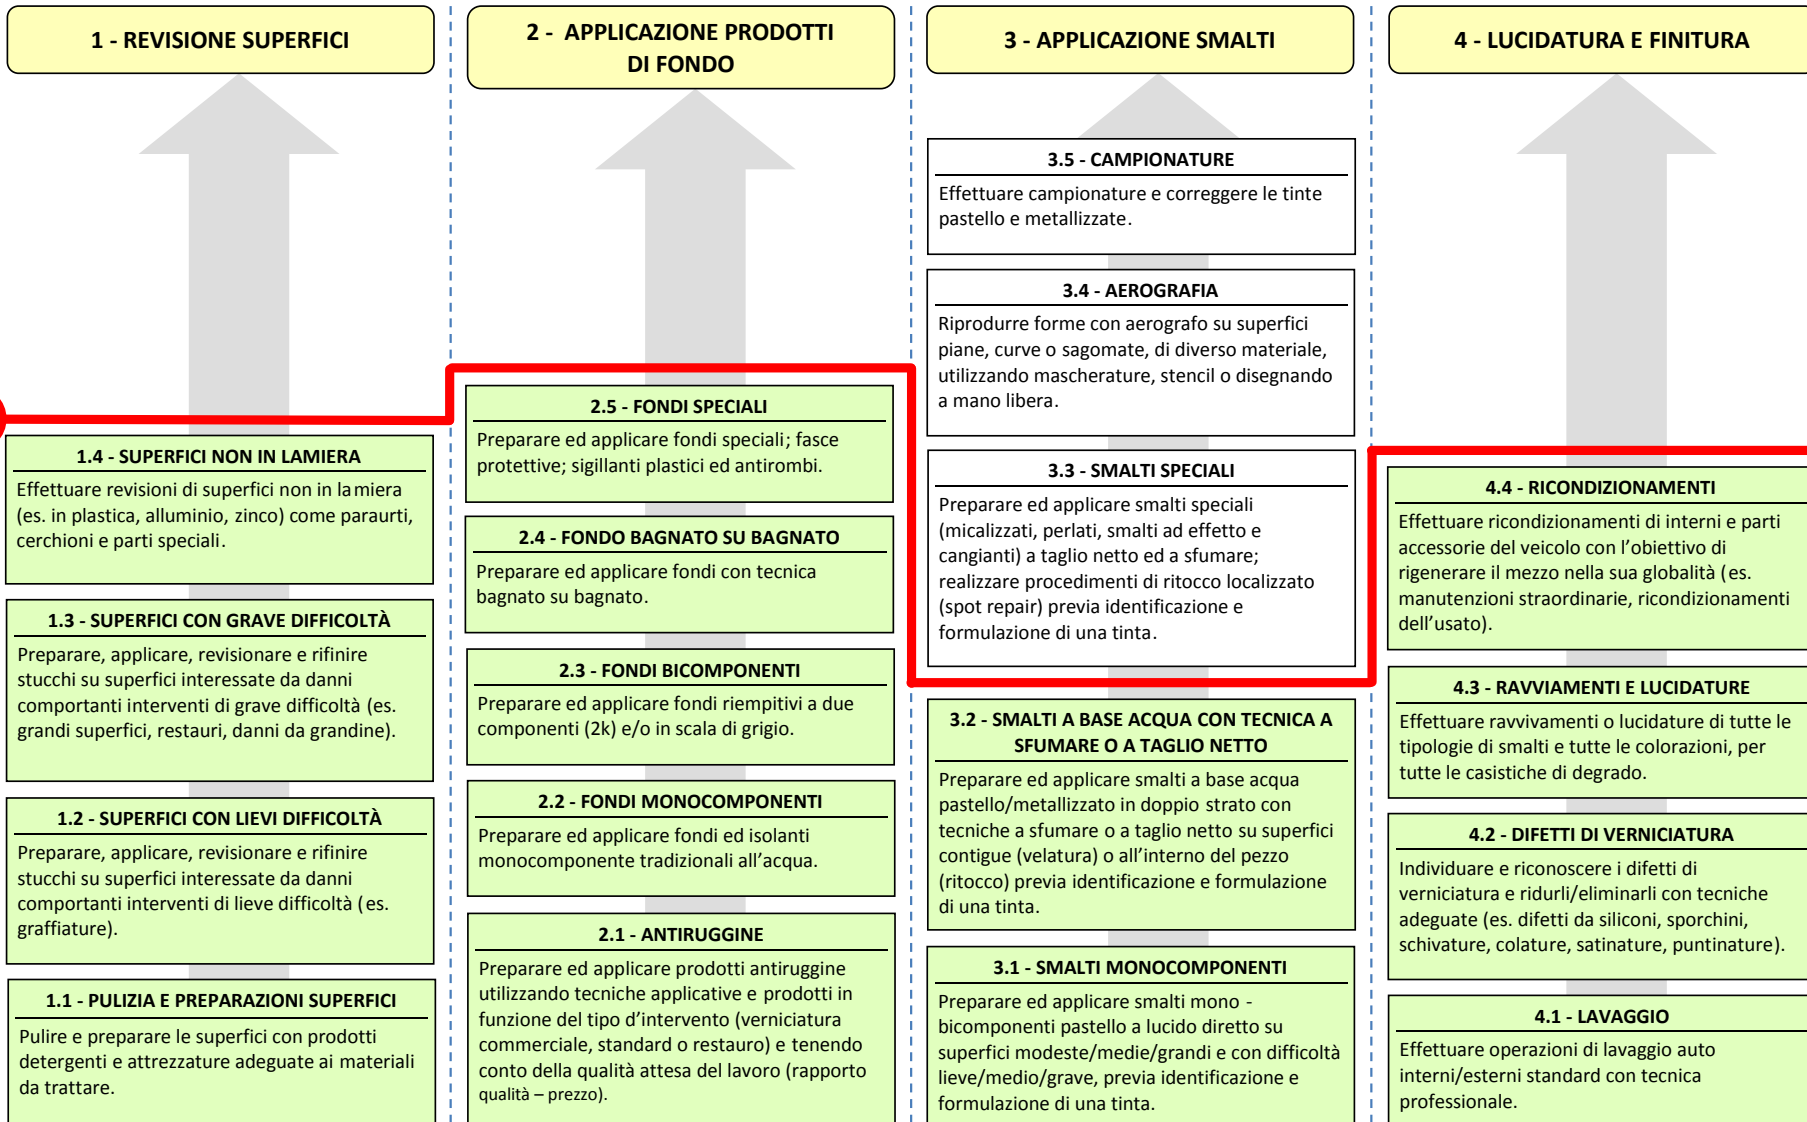 1 - REVISIONE SUPERFICI
1.4 - SUPERFICI NON IN LAMIERA
Effettuare revisioni di superfici non in lamiera
(es. in plastica, alluminio, zinco) come paraurti,
cerchioni e parti speciali.
1.3 - SUPERFICI CON GRAVE DIFFICOLTÀ
Preparare, applicare, revisionare e rifinire
stucchi su superfici interessate da danni
comportanti interventi di grave difficoltà (es.
grandi superfici, restauri, danni da grandine).
1.2 - SUPERFICI CON LIEVI DIFFICOLTÀ
Preparare, applicare, revisionare e rifinire
stucchi su superfici interessate da danni
comportanti interventi di lieve difficoltà (es.
graffiature).
1.1 - PULIZIA E PREPARAZIONI SUPERFICI
Pulire e preparare le superfici con prodotti
detergenti e attrezzature adeguate ai materiali
da trattare.
2 - APPLICAZIONE PRODOTTI
DI FONDO
2.5 - FONDI SPECIALI
Preparare ed applicare fondi speciali; fasce
protettive; sigillanti plastici ed antirombi.
2.4 - FONDO BAGNATO SU BAGNATO
Preparare ed applicare fondi con tecnica
bagnato su bagnato.
2.3 - FONDI BICOMPONENTI
Preparare ed applicare fondi riempitivi a due
componenti (2k) e/o in scala di grigio.
2.2 - FONDI MONOCOMPONENTI
Preparare ed applicare fondi ed isolanti
monocomponente tradizionali all’acqua.
2.1 - ANTIRUGGINE
Preparare ed applicare prodotti antiruggine
utilizzando tecniche applicative e prodotti in
funzione del tipo d’intervento (verniciatura
commerciale, standard o restauro) e tenendo
conto della qualità attesa del lavoro (rapporto
qualità – prezzo).
3 - APPLICAZIONE SMALTI
3.5 - CAMPIONATURE
Effettuare campionature e correggere le tinte
pastello e metallizzate.
3.4 - AEROGRAFIA
Riprodurre forme con aerografo su superfici
piane, curve o sagomate, di diverso materiale,
utilizzando mascherature, stencil o disegnando
a mano libera.
3.3 - SMALTI SPECIALI
Preparare ed applicare smalti speciali
(micalizzati, perlati, smalti ad effetto e
cangianti) a taglio netto ed a sfumare;
realizzare procedimenti di ritocco localizzato
(spot repair) previa identificazione e
formulazione di una tinta.
3.2 - SMALTI A BASE ACQUA CON TECNICA A
SFUMARE O A TAGLIO NETTO
Preparare ed applicare smalti a base acqua
pastello/metallizzato in doppio strato con
tecniche a sfumare o a taglio netto su superfici
contigue (velatura) o all’interno del pezzo
(ritocco) previa identificazione e formulazione
di una tinta.
3.1 - SMALTI MONOCOMPONENTI
Preparare ed applicare smalti mono -
bicomponenti pastello a lucido diretto su
superfici modeste/medie/grandi e con difficoltà
lieve/medio/grave, previa identificazione e
formulazione di una tinta.
4 - LUCIDATURA E FINITURA
4.4 - RICONDIZIONAMENTI
Effettuare ricondizionamenti di interni e parti
accessorie del veicolo con l’obiettivo di
rigenerare il mezzo nella sua globalità (es.
manutenzioni straordinarie, ricondizionamenti
dell’usato).
4.3 - RAVVIAMENTI E LUCIDATURE
Effettuare ravvivamenti o lucidature di tutte le
tipologie di smalti e tutte le colorazioni, per
tutte le casistiche di degrado.
4.2 - DIFETTI DI VERNICIATURA
Individuare e riconoscere i difetti di
verniciatura e ridurli/eliminarli con tecniche
adeguate (es. difetti da siliconi, sporchini,
schivature, colature, satinature, puntinature).
4.1 - LAVAGGIO
Effettuare operazioni di lavaggio auto
interni/esterni standard con tecnica
professionale.